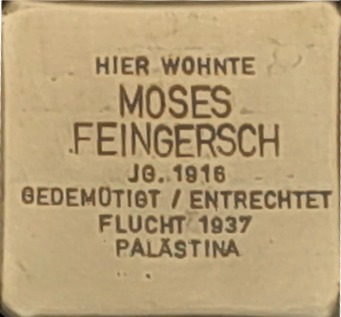 HIER WOHNTE
MOSES
FEINGERSCH
JG. 1916
GEDEMÜTIGT / ENTRECHTET
FLUCHT 1937
PALÄSTINA